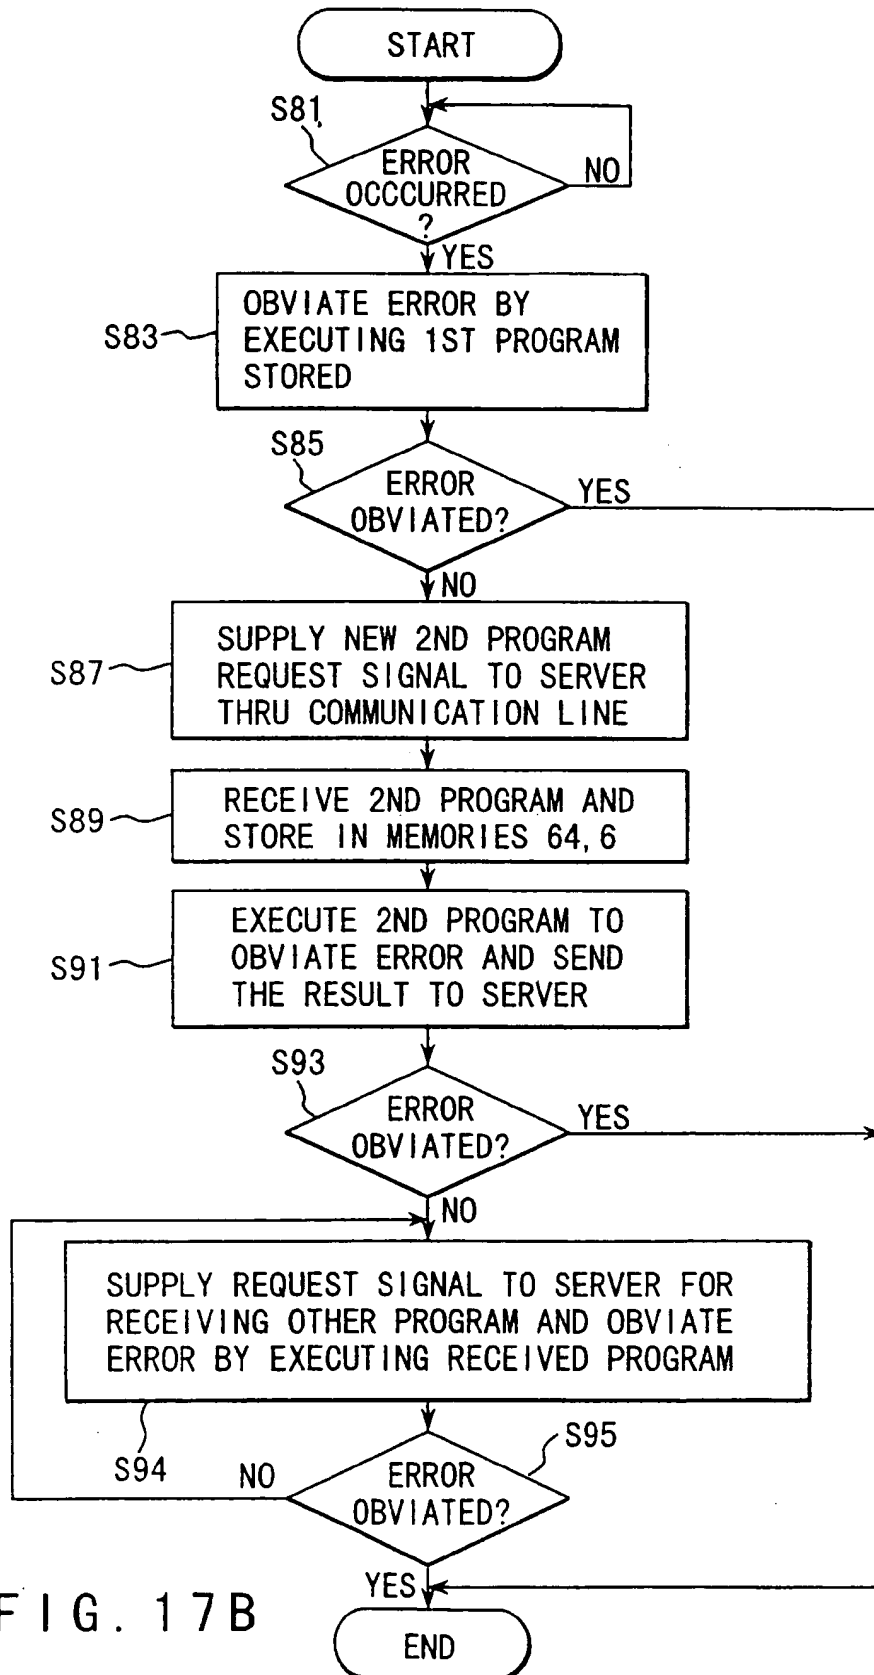 START
S81
ERROR
OCCCURRED
?
NO
YES
S83
OBVIATE ERROR BY
EXECUTING 1ST PROGRAM
STORED
S85
ERROR
OBVIATED?
YES
NO
S87
SUPPLY NEW 2ND PROGRAM
REQUEST SIGNAL TO SERVER
THRU COMMUNICATION LINE
S89
RECEIVE 2ND PROGRAM AND
STORE IN MEMORIES 64, 6
S91
EXECUTE 2ND PROGRAM TO
OBVIATE ERROR AND SEND
THE RESULT TO SERVER
S93
ERROR
OBVIATED?
YES
NO
SUPPLY REQUEST SIGNAL TO SERVER FOR
RECEIVING OTHER PROGRAM AND OBVIATE
ERROR BY EXECUTING RECEIVED PROGRAM
S94
S95
NO
ERROR
OBVIATED?
YES
END
FIG. 17B